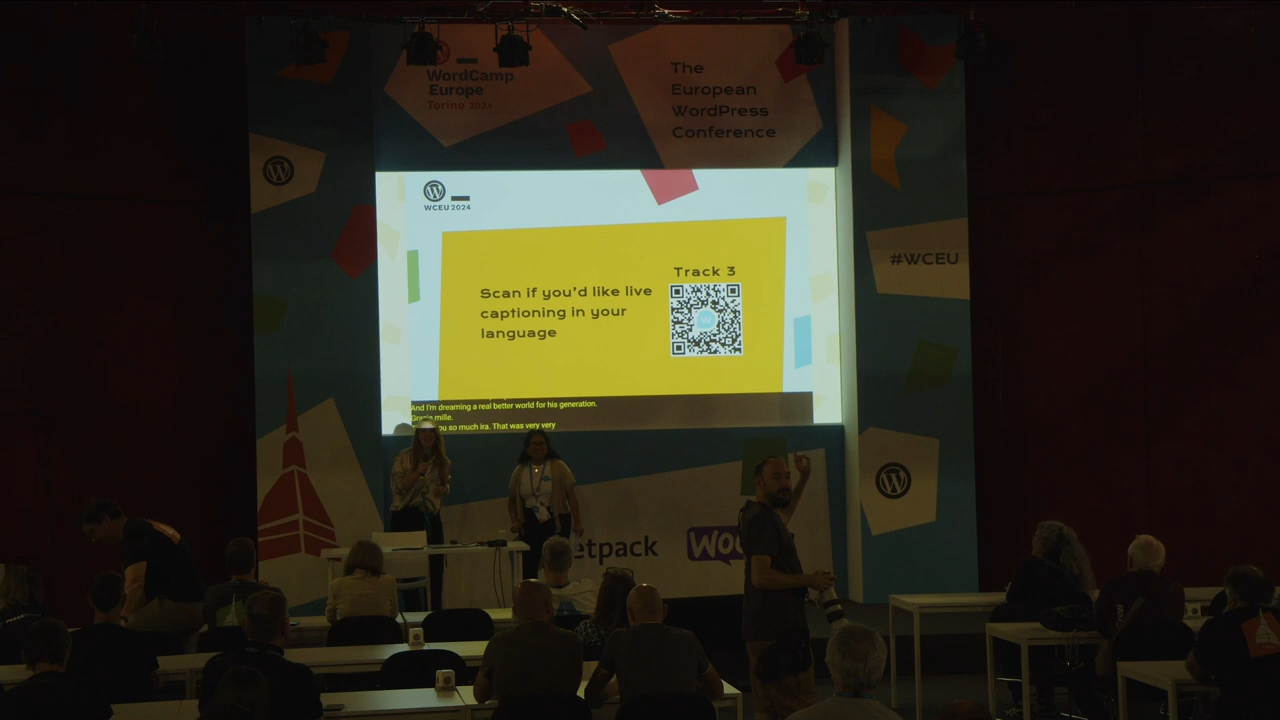 WordCamp
Europe
Torino 2024
The
European
WordPress
Conference
WCEU 2024
#WCEU
Track 3
Scan if you'd like live
captioning in your
language
And I'm dreaming a real better world for his generation.
Grazie mille.
ou so much ira. That was very very
etpack
Woo